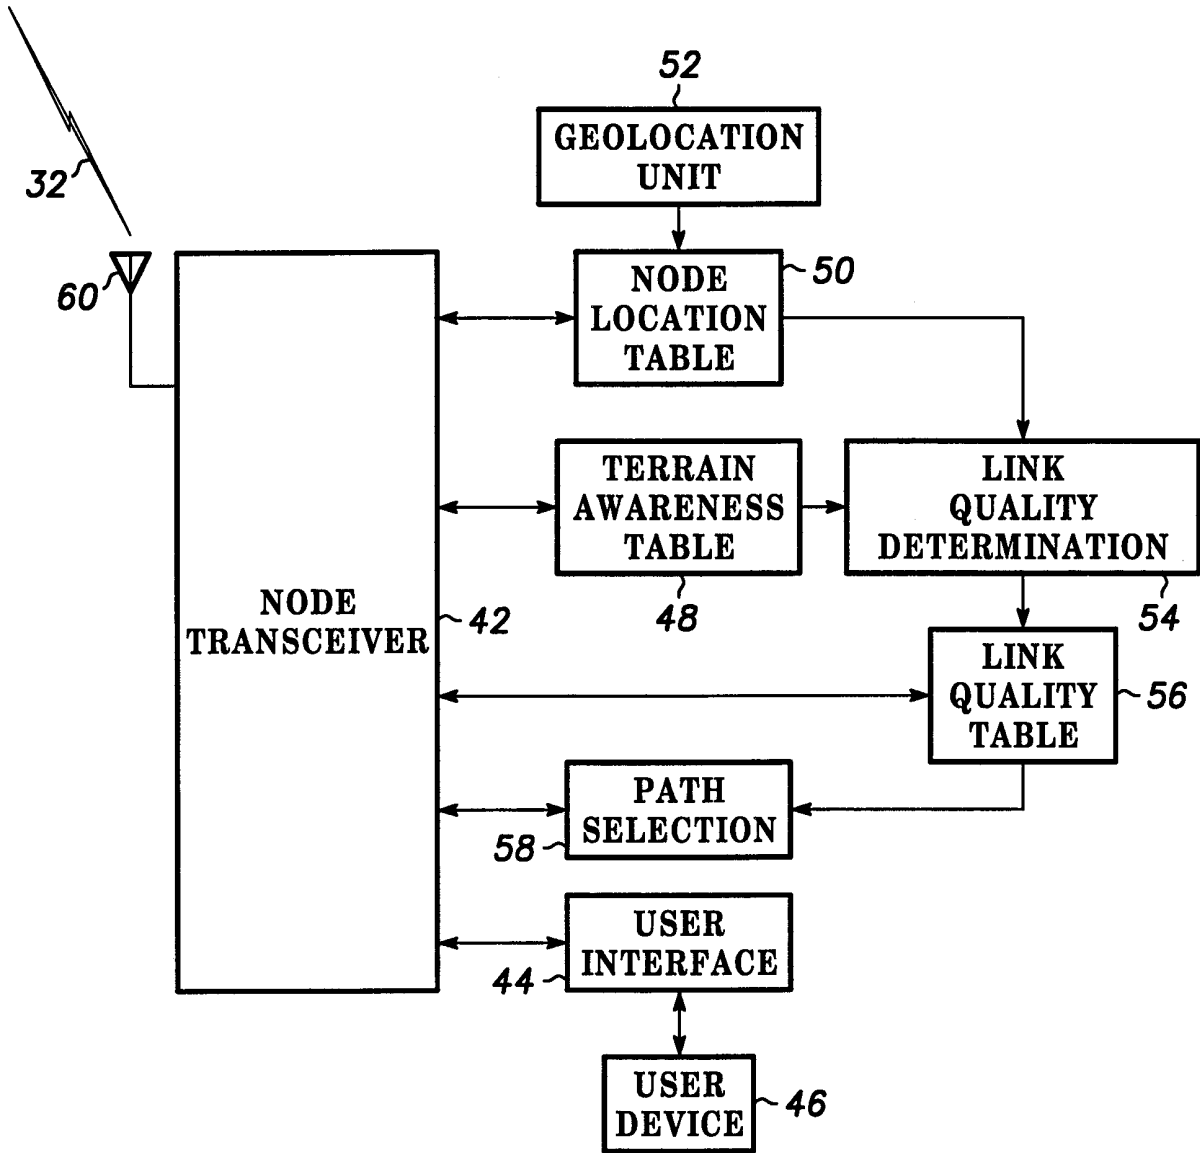 52
GEOLOCATION
UNIT
32
60
50
NODE
LOCATION
TABLE
TERRAIN
AWARENESS
TABLE
48
LINK
QUALITY
DETERMINATION
54
NODE
TRANSCEIVER
42
LINK
QUALITY
TABLE
56
PATH
SELECTION
58
USER
INTERFACE
44
USER
DEVICE
46